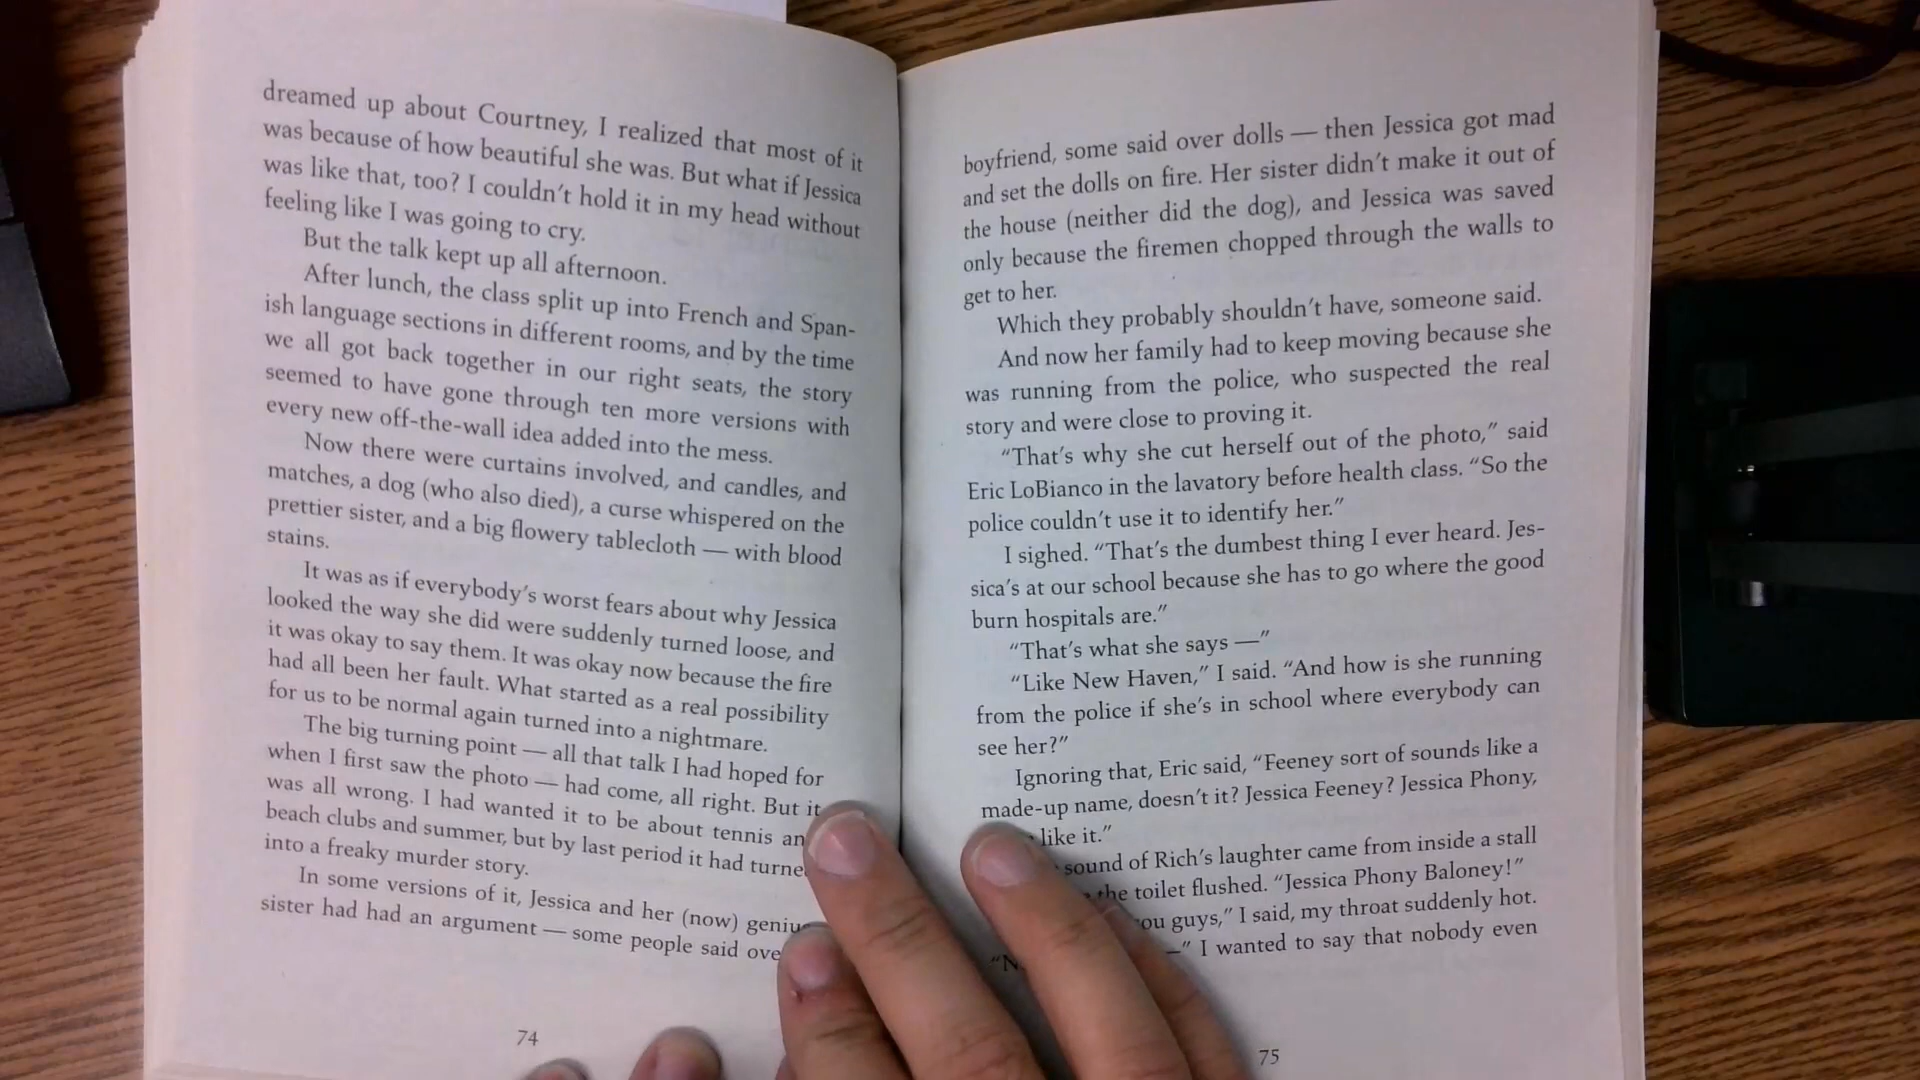 dreamed up about Courtney, I realized that most of it
was because of how beautiful she was. But what if Jessica
was like that, too? I couldn't hold it in my head without
feeling like I was going to cry.
But the talk kept up all afternoon.
After lunch, the class split up into French and Span-
ish language sections in different rooms, and by the time
we all got back together in our right seats, the story
seemed to have gone through ten more versions with
every new off-the-wall idea added into the mess.
Now there were curtains involved, and candles, and
matches, a dog (who also died), a curse whispered on the
prettier sister, and a big flowery tablecloth — with blood
stains.
It was as if everybody's worst fears about why Jessica
looked the way she did were suddenly turned loose, and
it was okay to say them. It was okay now because the fire
had all been her fault. What started as a real possibility
for us to be normal again turned into a nightmare.
The big turning point — all that talk I had hoped for
when I first saw the photo — had come, all right. But it
was all wrong. I had wanted it to be about tennis
beach clubs and summer, but by last period it had
into a freaky murder story.
In some versions of it, Jessica and her (now)
sister had had an argument — some people said
74
boyfriend, some said over dolls — then Jessica got mad
and set the dolls on fire. Her sister didn't make it out of
the house (neither did the dog), and Jessica was saved
only because the firemen chopped through the walls to
get to her.
Which they probably shouldn't have, someone said.
And now her family had to keep moving because she
was running from the police, who suspected the real
story and were close to proving it.
"That's why she cut herself out of the photo," said
Eric LoBianco in the lavatory before health class. "So the
police couldn't use it to identify her."
I sighed. "That's the dumbest thing I ever heard. Jes-
sica's at our school because she has to go where the good
burn hospitals are."
"That's what she says —"
"Like New Haven," I said. "And how is she running
from the police if she's in school where everybody can
see her?"
Ignoring that, Eric said, "Feeney sort of sounds like a
made-up name, doesn't it? Jessica Feeney? Jessica Phony,
like it."
sound of Rich's laughter came from inside a stall
the toilet flushed. "Jessica Phony Baloney!"
guys," I said, my throat suddenly hot.
—" I wanted to say that nobody even
75